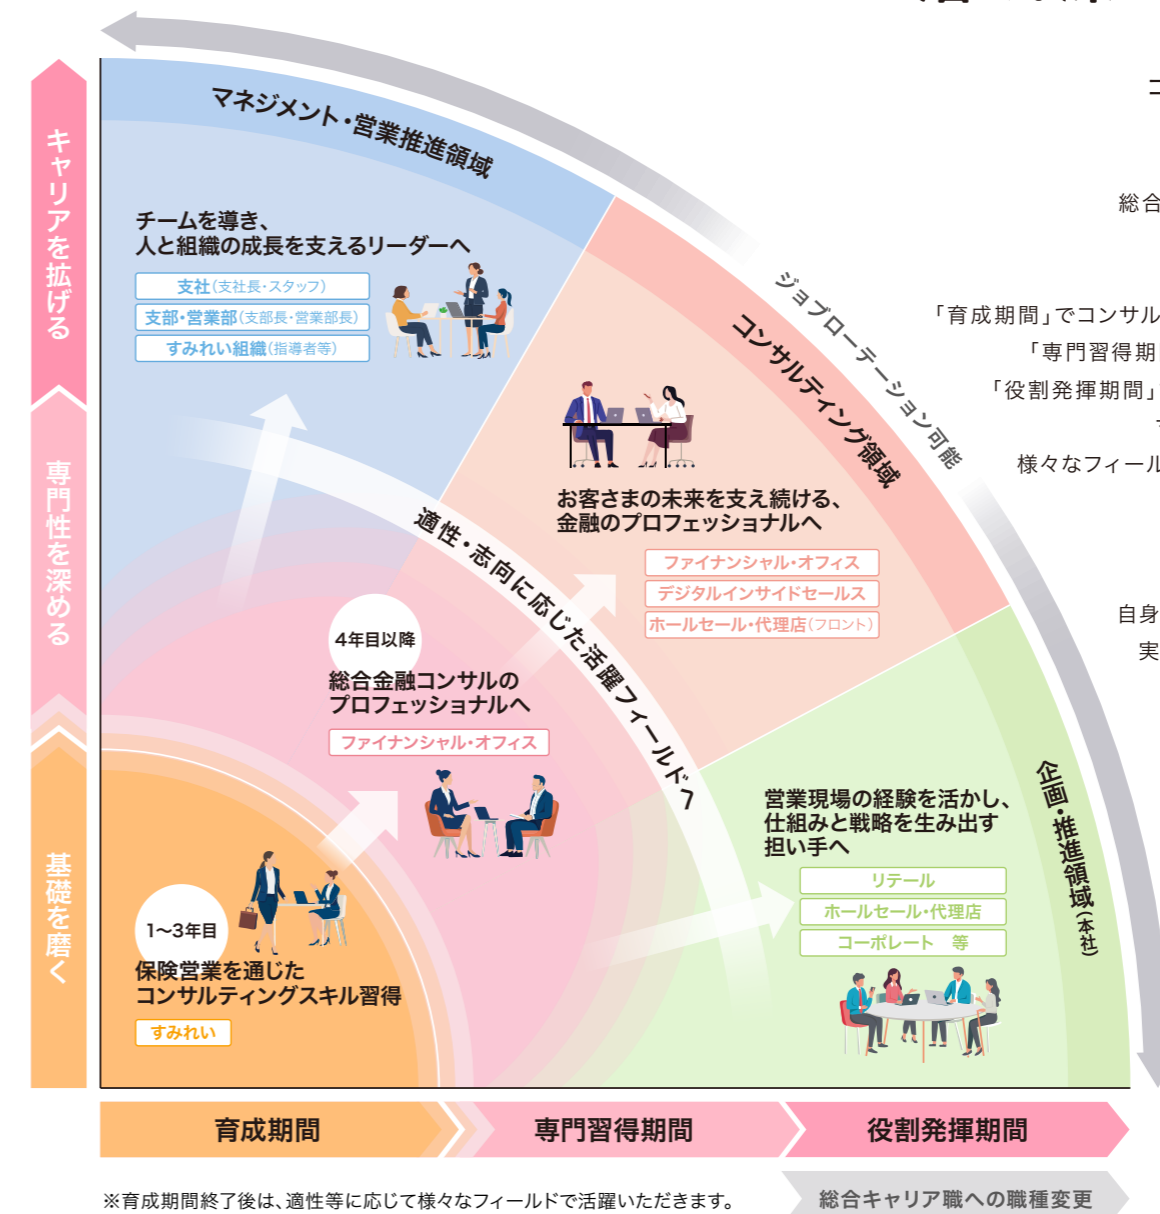 コ
総合
「育成期間」でコンサル
「専門習得期
「役割発揮期間」
様々なフィール
自身
実
キャリアを拡げる
専門性を深める
基礎を磨く
マネジメント・営業推進領域
チームを導き、
人と組織の成長を支えるリーダーへ
支社(支社長・スタッフ)
支部・営業部(支部長・営業部長)
すみれい組織(指導者等)
ジョブローテーション可能
コンサルティング領域
お客さまの未来を支え続ける、
金融のプロフェッショナルへ
ファイナンシャル・オフィス
デジタルインサイドセールス
ホールセール・代理店(フロント)
適性・志向に応じた活躍フィールドへ
4年目以降
総合金融コンサルの
プロフェッショナルへ
ファイナンシャル・オフィス
企画・推進領域(本社)
営業現場の経験を活かし、
仕組みと戦略を生み出す
担い手へ
リテール
ホールセール・代理店
コーポレート 等
1〜3年目
保険営業を通じた
コンサルティングスキル習得
すみれい
育成期間
専門習得期間
役割発揮期間
※育成期間終了後は、適性等に応じて様々なフィールドで活躍いただきます。
総合キャリア職への職種変更